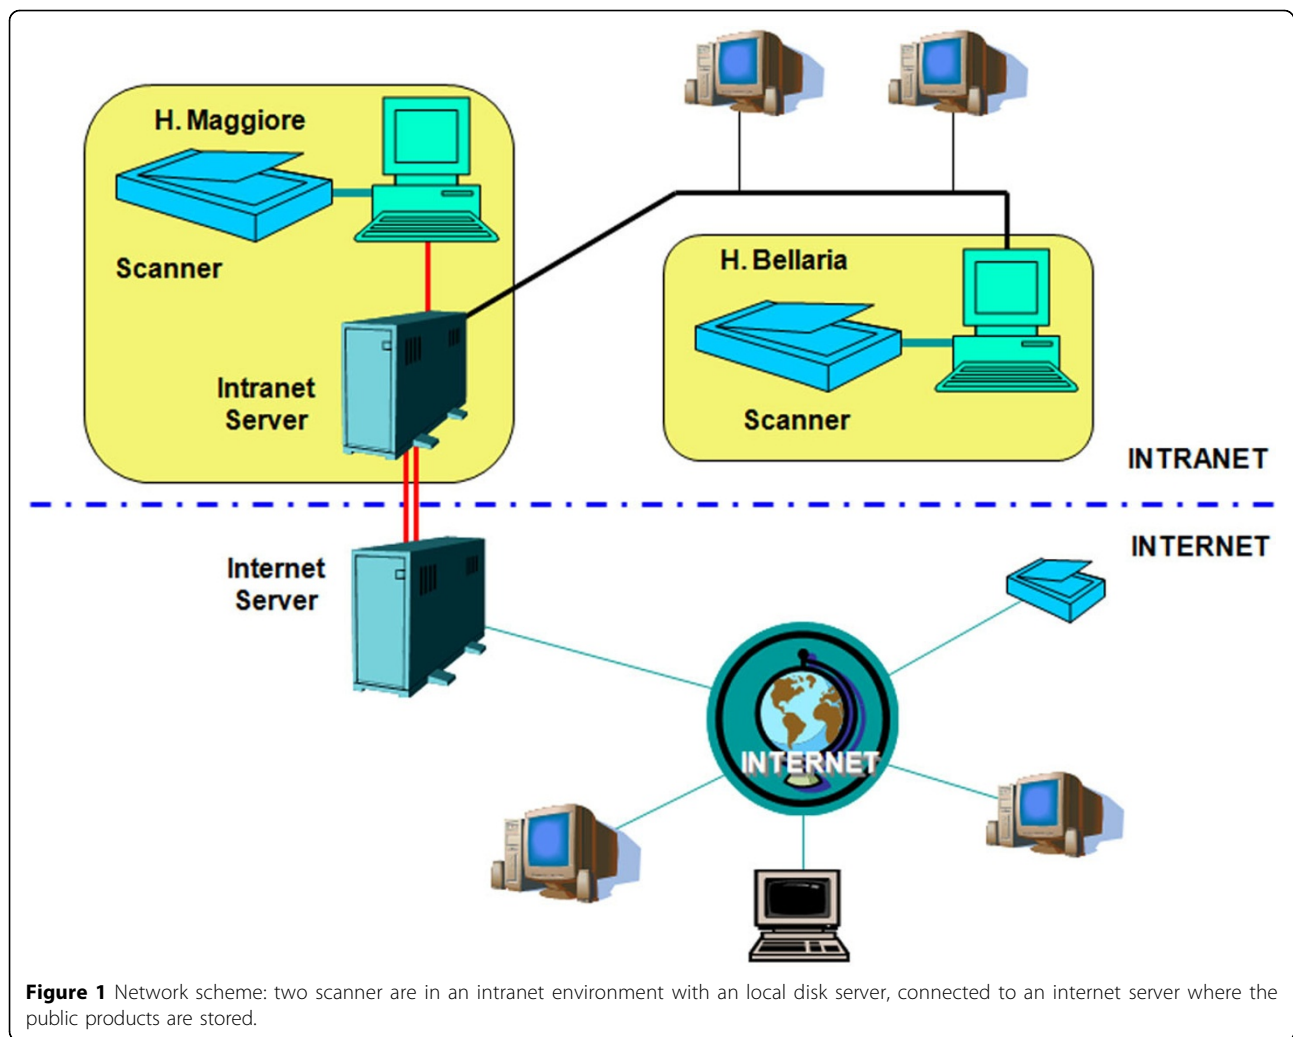 H. Maggiore
Scanner
Intranet
Server
H. Bellaria
Scanner
INTRANET
INTERNET
Internet
Server
INTERNET
Figure 1 Network scheme: two scanner are in an intranet environment with an local disk server, connected to an internet server where the
public products are stored.